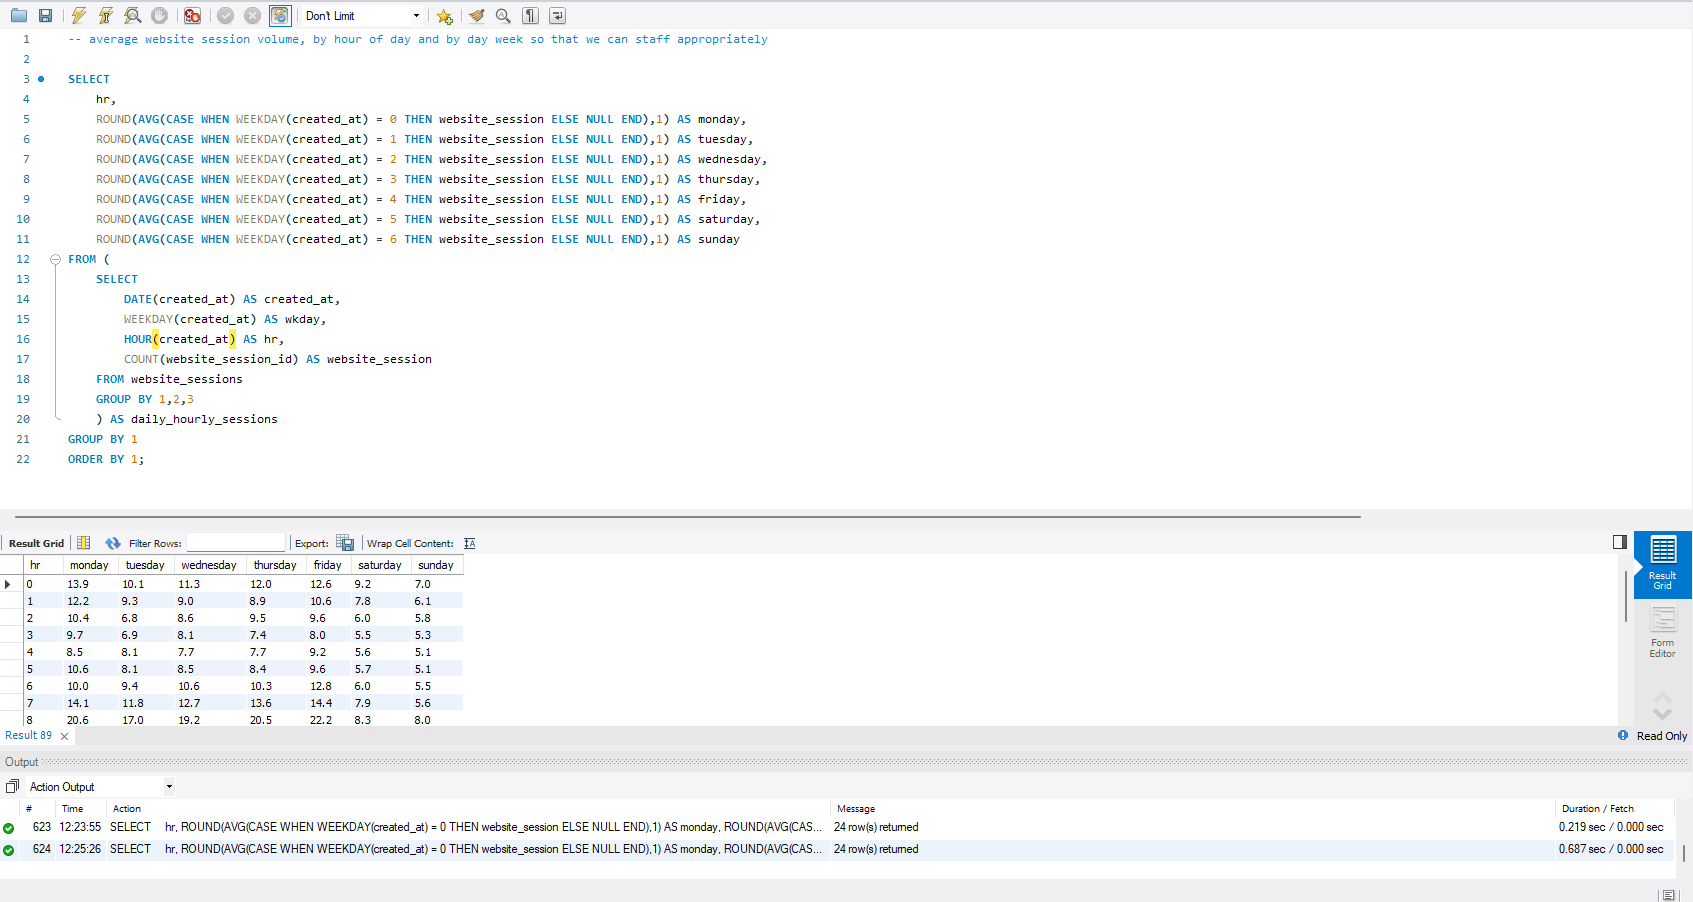 Don't Limit
1 -- average website session volume, by hour of day and by day week so that we can staff appropriately
2
3 SELECT
4 hr,
5 ROUND(AVG(CASE WHEN WEEKDAY(created_at) = 0 THEN website_session ELSE NULL END),1) AS monday,
6 ROUND(AVG(CASE WHEN WEEKDAY(created_at) = 1 THEN website_session ELSE NULL END),1) AS tuesday,
7 ROUND(AVG(CASE WHEN WEEKDAY(created_at) = 2 THEN website_session ELSE NULL END),1) AS wednesday,
8 ROUND(AVG(CASE WHEN WEEKDAY(created_at) = 3 THEN website_session ELSE NULL END),1) AS thursday,
9 ROUND(AVG(CASE WHEN WEEKDAY(created_at) = 4 THEN website_session ELSE NULL END),1) AS friday,
10 ROUND(AVG(CASE WHEN WEEKDAY(created_at) = 5 THEN website_session ELSE NULL END),1) AS saturday,
11 ROUND(AVG(CASE WHEN WEEKDAY(created_at) = 6 THEN website_session ELSE NULL END),1) AS sunday
12 FROM (
13 SELECT
14 DATE(created_at) AS created_at,
15 WEEKDAY(created_at) AS wkday,
16 HOUR(created_at) AS hr,
17 COUNT(website_session_id) AS website_session
18 FROM website_sessions
19 GROUP BY 1,2,3
20 ) AS daily_hourly_sessions
21 GROUP BY 1
22 ORDER BY 1;
Result Grid Filter Rows: Export: Wrap Cell Content:
hr monday tuesday wednesday thursday friday saturday sunday
0 13.9 10.1 11.3 12.0 12.6 9.2 7.0
1 12.2 9.3 9.0 8.9 10.6 7.8 6.1
2 10.4 6.8 8.6 9.5 9.6 6.0 5.8
3 9.7 6.9 8.1 7.4 8.0 5.5 5.3
4 8.5 8.1 7.7 7.7 9.2 5.6 5.1
5 10.6 8.1 8.5 8.4 9.6 5.7 5.1
6 10.0 9.4 10.6 10.3 12.8 6.0 5.5
7 14.1 11.8 12.7 13.6 14.4 7.9 5.6
8 20.6 17.0 19.2 20.5 22.2 8.3 8.0
Result
Grid
Form
Editor
Result 89 Read Only
Output
Action Output
# Time Action Message Duration / Fetch
623 12:23:55 SELECT hr, ROUND(AVG(CASE WHEN WEEKDAY(created_at) = 0 THEN website_session ELSE NULL END),1) AS monday, ROUND(AVG(CAS... 24 row(s) returned 0.219 sec / 0.000 sec
624 12:25:26 SELECT hr, ROUND(AVG(CASE WHEN WEEKDAY(created_at) = 0 THEN website_session ELSE NULL END),1) AS monday, ROUND(AVG(CAS... 24 row(s) returned 0.687 sec / 0.000 sec